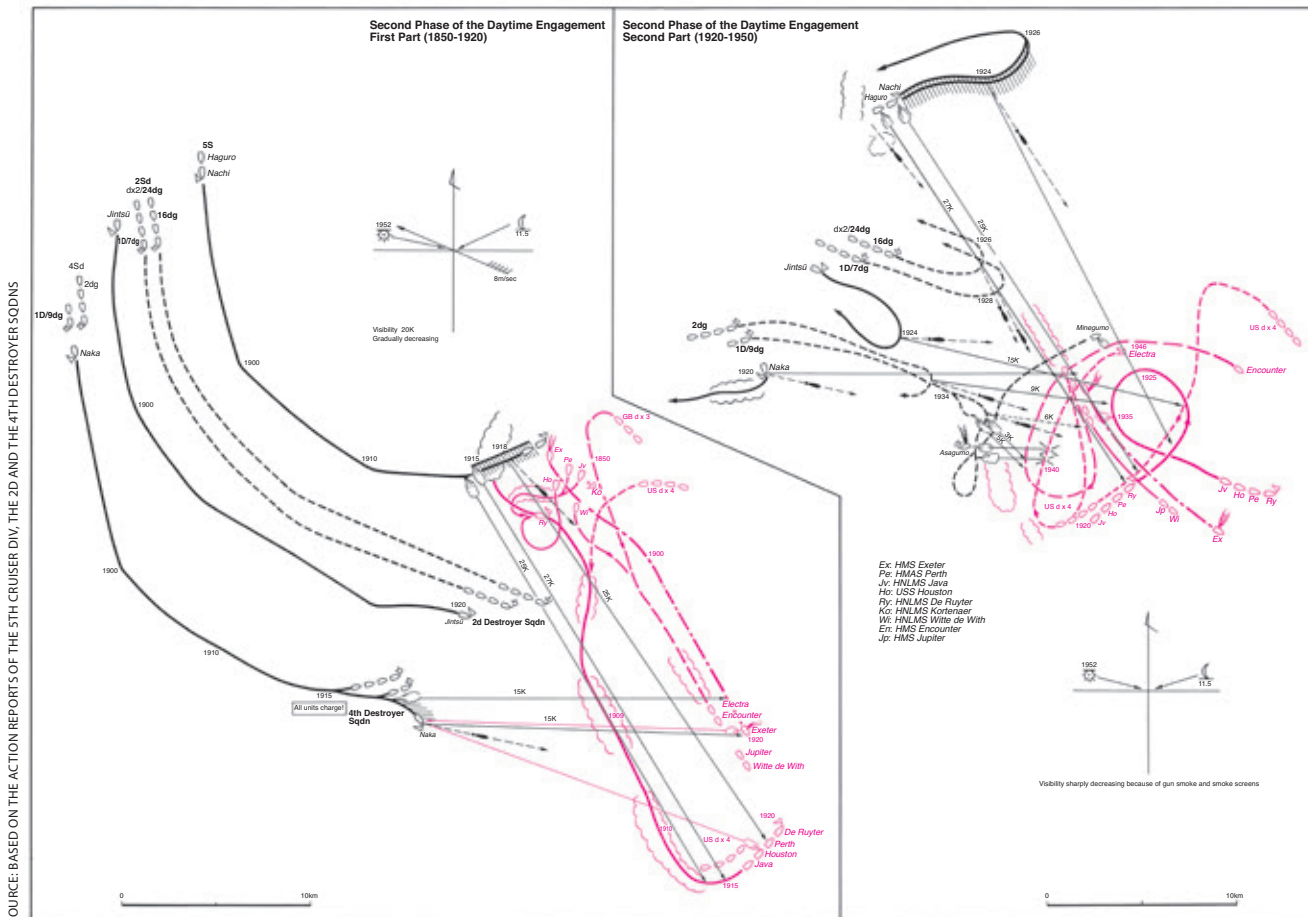 OURCE: BASED ON THE ACTION REPORTS OF THE 5TH CRUISER DIV, THE 2D AND THE 4TH DESTROYER SQDNS
Second Phase of the Daytime Engagement
First Part (1850-1920)
5S
Haguro
Nachi
2Sd
dx2/24dg
Jintsū
16dg
1D/7dg
4Sd
2dg
1D/9dg
Naka
1952
11.5
8m/sec
Visibility 20K
Gradually decreasing
1900
1900
1910
1900
1910
1915
1918
1915
GB d x 3
Ex
Pe
Jv
1850
Ho
Ko
US d x 4
Wi
Ry
1900
25K
27K
25K
1920
Jintsū
2d Destroyer Sqdn
1915
All units charge!
4th Destroyer
Sqdn
Naka
15K
15K
1909
Electra
Encounter
Exeter
1920
Jupiter
Witte de With
1910
US d x 4
1920
De Ruyter
Perth
Houston
Java
1915
0
10km
Second Phase of the Daytime Engagement
Second Part (1920-1950)
1926
1924
Nachi
Haguro
27K
25K
dx2/24dg
16dg
1926
1D/7dg
Jintsū
1928
2dg
1924
1D/9dg
Naka
1920
15K
9K
1934
6K
3K
Asagumo
1940
Minegumo
1946
Electra
Encounter
US d x 4
1925
1935
US d x 4
1920
Ry
Pe
Ho
Jv
Jp
Wi
Ex
Jv
Ho
Pe
Ry
Ex: HMS Exeter
Pe: HMAS Perth
Jv: HNLMS Java
Ho: USS Houston
Ry: HNLMS De Ruyter
Ko: HNLMS Kortenaer
Wi: HNLMS Witte de With
En: HMS Encounter
Jp: HMS Jupiter
1952
11.5
Visibility sharply decreasing because of gun smoke and smoke screens
0
10km